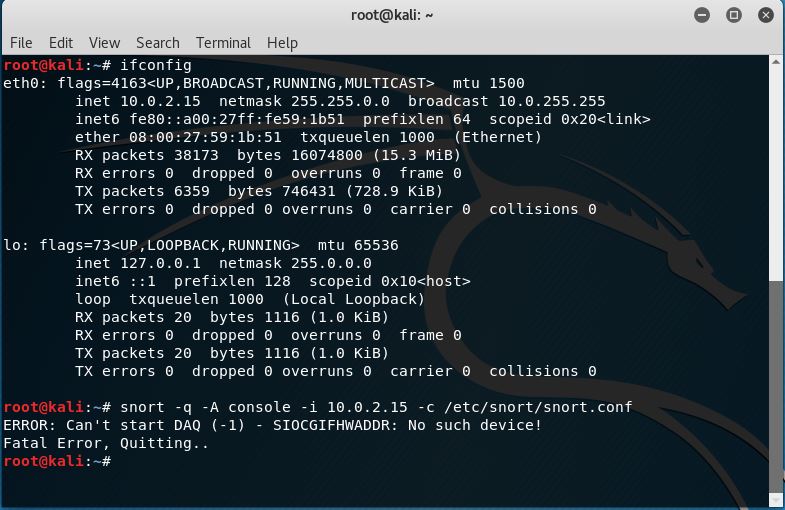 root@kali: ~
File Edit View Search Terminal Help
root@kali:~# ifconfig
eth0: flags=4163<UP,BROADCAST,RUNNING,MULTICAST>  mtu 1500
        inet 10.0.2.15  netmask 255.255.0.0  broadcast 10.0.255.255
        inet6 fe80::a00:27ff:fe59:1b51  prefixlen 64  scopeid 0x20<link>
        ether 08:00:27:59:1b:51  txqueuelen 1000  (Ethernet)
        RX packets 38173  bytes 16074800 (15.3 MiB)
        RX errors 0  dropped 0  overruns 0  frame 0
        TX packets 6359  bytes 746431 (728.9 KiB)
        TX errors 0  dropped 0 overruns 0  carrier 0  collisions 0
lo: flags=73<UP,LOOPBACK,RUNNING>  mtu 65536
        inet 127.0.0.1  netmask 255.0.0.0
        inet6 ::1  prefixlen 128  scopeid 0x10<host>
        loop  txqueuelen 1000  (Local Loopback)
        RX packets 20  bytes 1116 (1.0 KiB)
        RX errors 0  dropped 0  overruns 0  frame 0
        TX packets 20  bytes 1116 (1.0 KiB)
        TX errors 0  dropped 0 overruns 0  carrier 0  collisions 0
root@kali:~# snort -q -A console -i 10.0.2.15 -c /etc/snort/snort.conf
ERROR: Can't start DAQ (-1) - SIOCGIFHWADDR: No such device!
Fatal Error, Quitting..
root@kali:~#